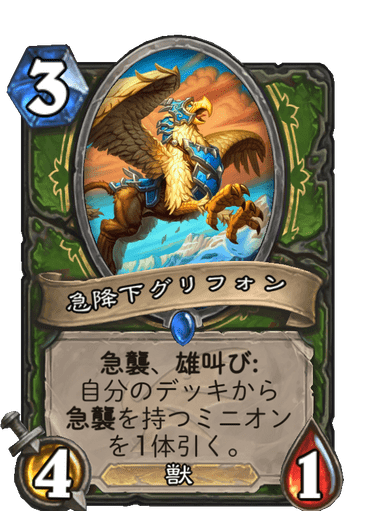 3
急降下グリフォン
急襲、雄叫び:
自分のデッキから
急襲を持つミニオン
を1体引く。
獣
4
1